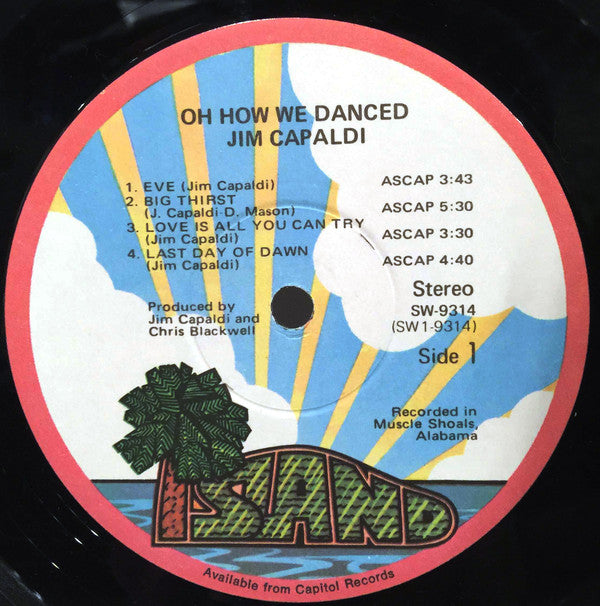 OH HOW WE DANCED
JIM CAPALDI
1. EVE (Jim Capaldi) ASCAP 3:43
2. BIG THIRST
(J. Capaldi-D. Mason) ASCAP 5:30
3. LOVE IS ALL YOU CAN TRY
(Jim Capaldi) ASCAP 3:30
4. LAST DAY OF DAWN
(Jim Capaldi) ASCAP 4:40
Stereo
SW-9314
(SW1-9314)
Side 1
Produced by
Jim Capaldi and
Chris Blackwell
Recorded in
Muscle Shoals,
Alabama
ISLAND
Available from Capitol Records